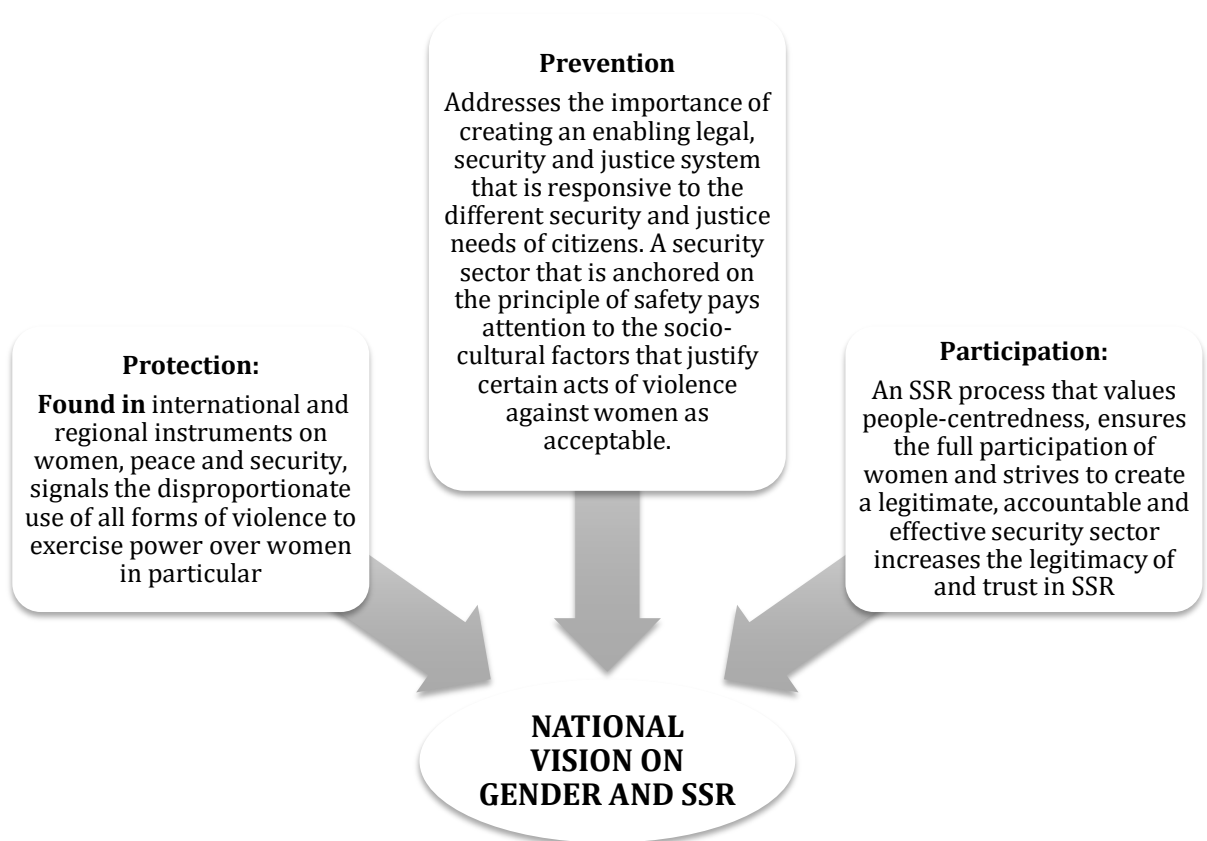 Prevention
Addresses the importance of
creating an enabling legal,
security and justice system
that is responsive to the
different security and justice
needs of citizens. A security
sector that is anchored on
the principle of safety pays
attention to the socio-
cultural factors that justify
certain acts of violence
against women as
acceptable.
Protection:
Found in international and
regional instruments on
women, peace and security,
signals the disproportionate
use of all forms of violence to
exercise power over women
in particular
Participation:
An SSR process that values
people-centredness, ensures
the full participation of
women and strives to create
a legitimate, accountable and
effective security sector
increases the legitimacy of
and trust in SSR
NATIONAL
VISION ON
GENDER AND SSR